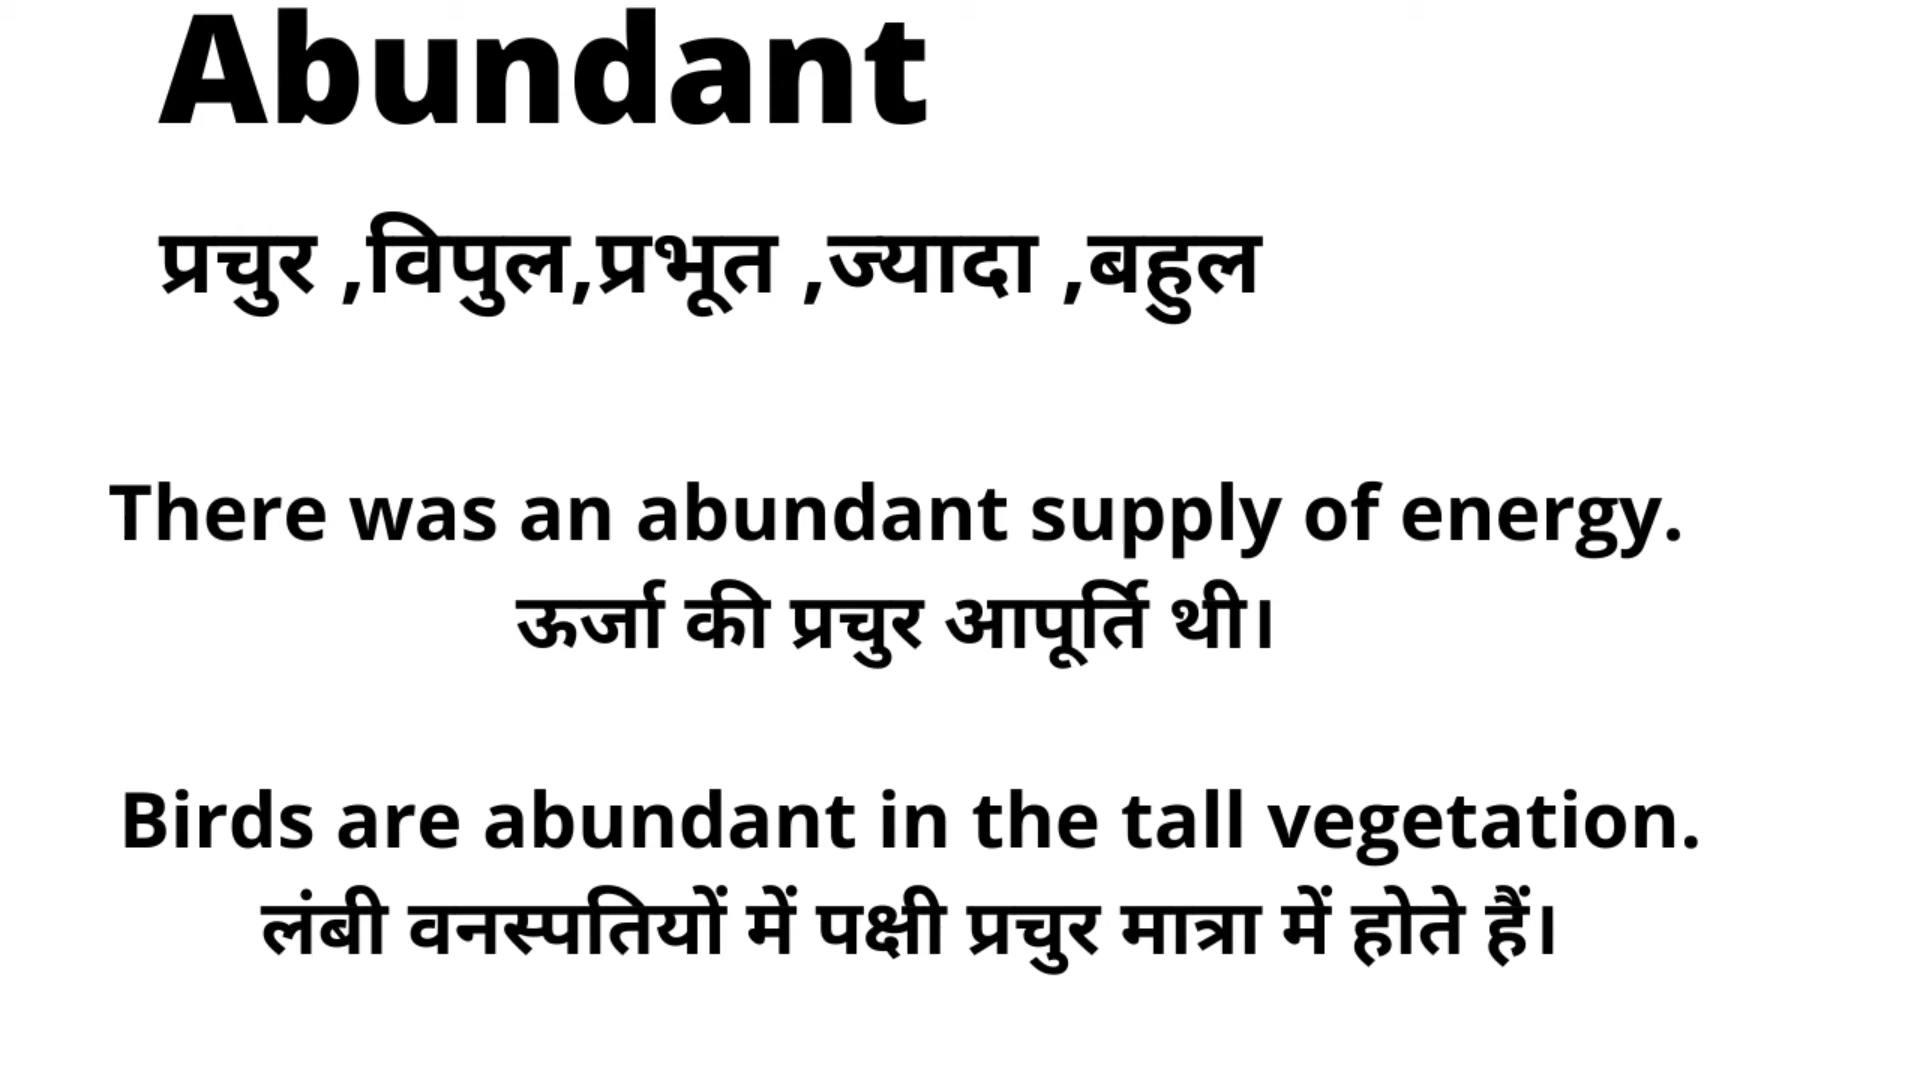 Abundant
प्रचुर ,विपुल,प्रभूत ,ज्यादा ,बहुल
There was an abundant supply of energy.
ऊर्जा की प्रचुर आपूर्ति थी।
Birds are abundant in the tall vegetation.
लंबी वनस्पतियों में पक्षी प्रचुर मात्रा में होते हैं।